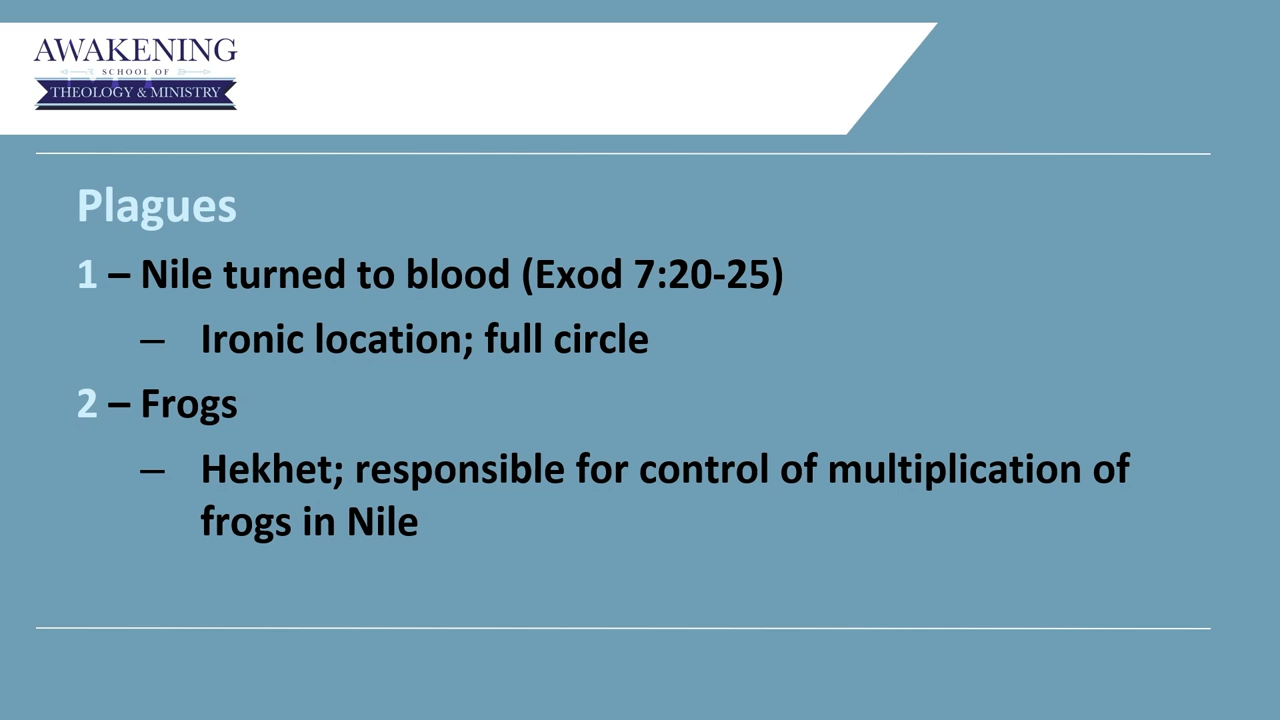 AWAKENING
SCHOOL OF
THEOLOGY & MINISTRY
Plagues
1 – Nile turned to blood (Exod 7:20-25)
– Ironic location; full circle
2 – Frogs
– Hekhet; responsible for control of multiplication of
frogs in Nile